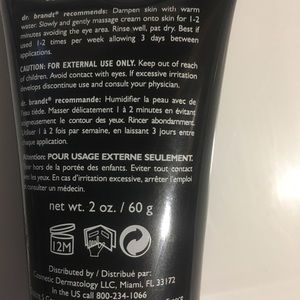 dr. brandt® recommends: Dampen skin with warm
water. Slowly and gently massage cream onto skin for 1-2
minutes avoiding the eye area. Rinse well, pat dry. Best if
used 1-2 times per week allowing 3 days between
applications.
CAUTION: FOR EXTERNAL USE ONLY. Keep out of reach
of children. Avoid contact with eyes. If excessive irritation
develops discontinue use and consult your physician.
dr. brandt® recommande: Humidifier la peau avec de
l'eau tiède. Masser délicatement 1 à 2 minutes en évitant
soigneusement le contour des yeux. Rincer abondamment.
Utiliser 1 à 2 fois par semaine, en laissant 3 jours entre
chaque application.
Attention: POUR USAGE EXTERNE SEULEMENT.
Tenir hors de la portée des enfants. Eviter tout contact
avec les yeux. En cas d'irritation excessive, arrêter l'emploi
et consulter un médecin.
net wt. 2 oz. / 60 g
12M
Distributed by / Distribué par:
Cosmetic Dermatology LLC, Miami, FL 33172
In the US call 800-234-1066
France